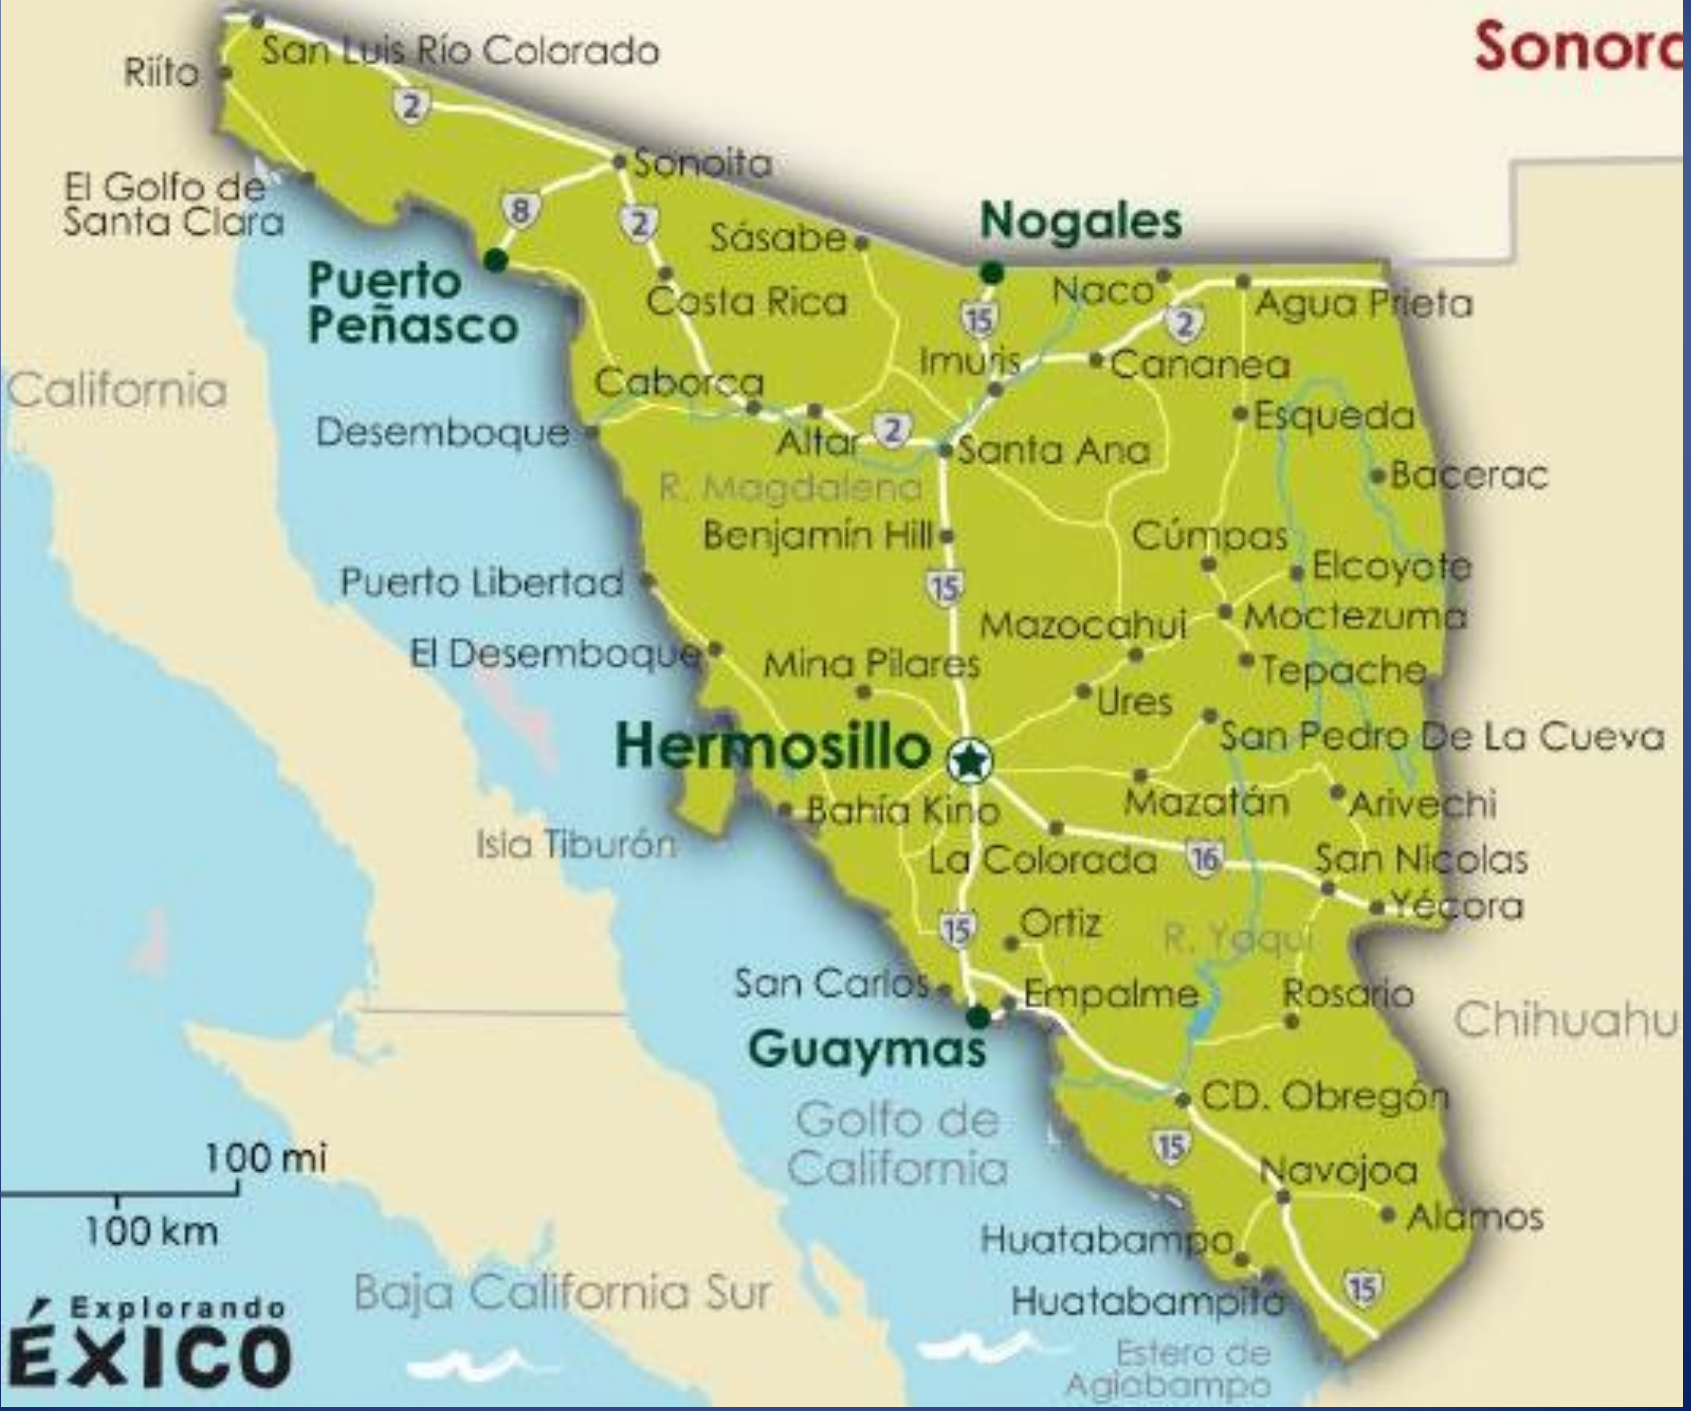 Sonora
San Luis Río Colorado
Riíto
2
Sonoita
El Golfo de
Santa Clara
8
2
Nogales
Sásabe
Puerto
Peñasco
Costa Rica
Naco
Agua Prieta
15
2
Imuris
Cananea
California
Caborca
Desemboque
Altar
2
Esqueda
Santa Ana
Bacerac
R. Magdalena
Benjamín Hill
Cúmpas
Elcoyote
Puerto Libertad
15
Moctezuma
Mazocahui
El Desemboque
Mina Pilares
Tepache
Ures
Hermosillo
San Pedro De La Cueva
Bahía Kino
Mazatán
Arivechi
Isla Tiburón
La Colorada
16
San Nicolas
Yécora
15
Ortiz
R. Yaqui
San Carlos
Empalme
Rosario
Chihuahu
Guaymas
CD. Obregón
Golfo de
California
15
100 mi
100 km
Navojoa
Alamos
Huatabampo
15
Huatabampito
Baja California Sur
Explorando
ÉXICO
Estero de
Agiabampo